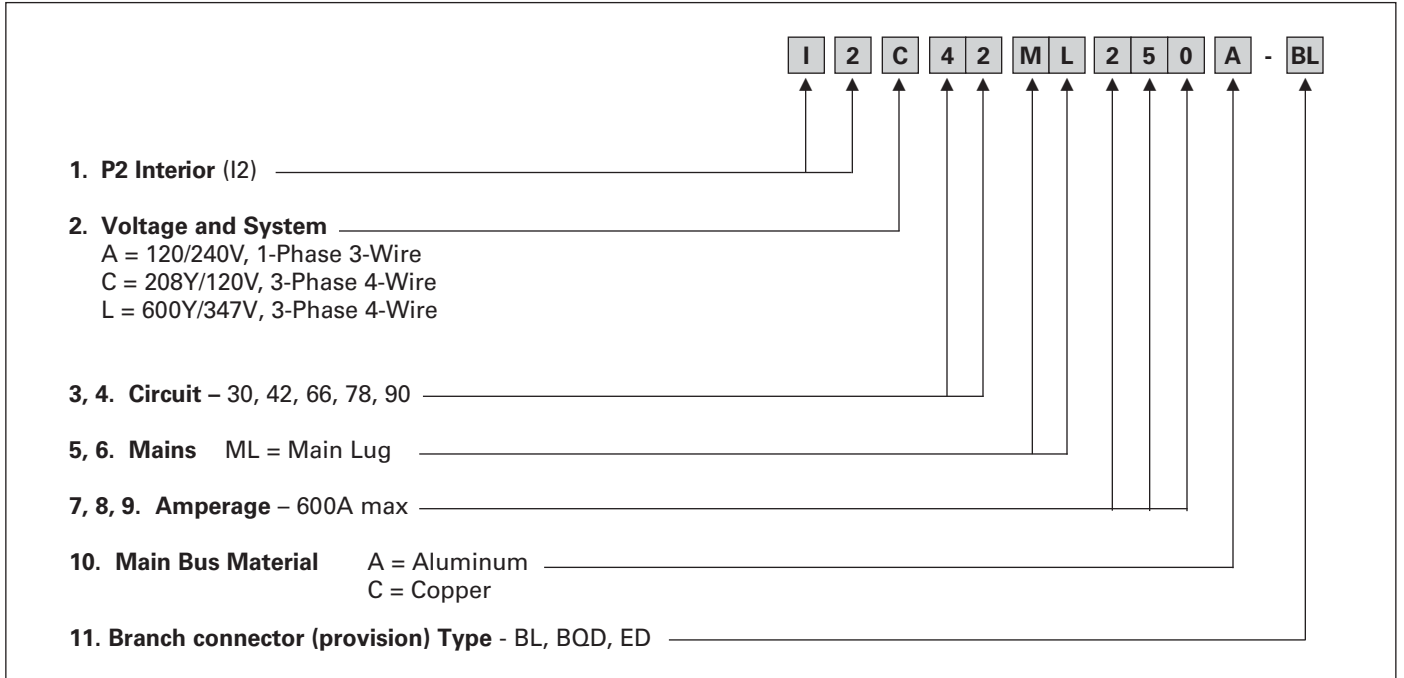 I 2 C 4 2 M L 2 5 0 A - BL
1. P2 Interior (I2)
2. Voltage and System
A = 120/240V, 1-Phase 3-Wire
C = 208Y/120V, 3-Phase 4-Wire
L = 600Y/347V, 3-Phase 4-Wire
3, 4. Circuit – 30, 42, 66, 78, 90
5, 6. Mains ML = Main Lug
7, 8, 9. Amperage – 600A max
10. Main Bus Material A = Aluminum
C = Copper
11. Branch connector (provision) Type - BL, BQD, ED